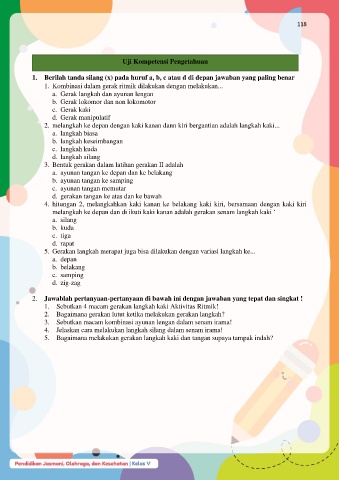 118
Uji Kompetensi Pengetahuan
1. Berilah tanda silang (x) pada huruf a, b, c atau d di depan jawaban yang paling benar
1. Kombinasi dalam gerak ritmik dilakukan dengan melakukan...
a. Gerak langkah dan ayunan lengan
b. Gerak lokomor dan non lokomotor
c. Gerak kaki
d. Gerak manipulatif
2. melangkah ke depan dengan kaki kanan dann kiri bergantian adalah langkah kaki...
a. langkah biasa
b. langkah keseimbangan
c. langkah kuda
d. langkah silang
3. Bentuk gerakan dalam latihan gerakan II adalah
a. ayunan tangan ke depan dan ke belakang
b. ayunan tangan ke samping
c. ayunan tangan memutar
d. gerakan tangan ke atas dan ke bawah
4. hitungan 2, melangkahkan kaki kanan ke belakang kaki kiri, bersamaan dengan kaki kiri
melangkah ke depan dan di ikuti kaki kanan adalah gerakan senam langkah kaki '
a. silang
b. kuda
c. tiga
d. rapat
5. Gerakan langkah merapat juga bisa dilakukan dengan variasi langkah ke...
a. depan
b. belakang
c. samping
d. zig-zag
2. Jawablah pertanyaan-pertanyaan di bawah ini dengan jawaban yang tepat dan singkat !
1. Sebutkan 4 macam gerakan langkah kaki Aktivitas Ritmik!
2. Bagaimana gerakan lutut ketika melakukan gerakan langkah?
3. Sebutkan macam kombinasi ayunan lengan dalam senam irama!
4. Jelaskan cara melakukan langkah silang dalam senam irama!
5. Bagaimana melakukan gerakan langkah kaki dan tangan supaya tampak indah?
Pendidikan Jasmani, Olahraga, dan Kesehatan | Kelas V